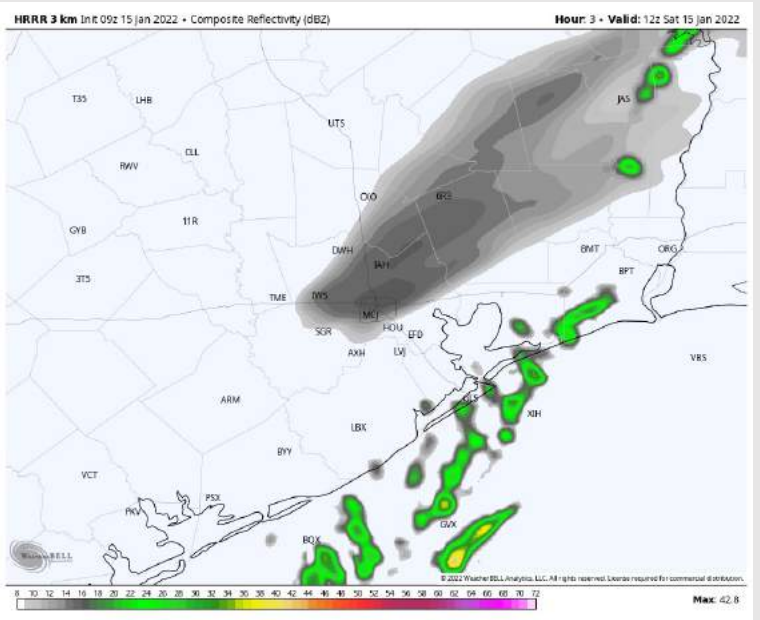 HRRR 3 km Init 09z 15 Jan 2022 • Composite Reflectivity (dBZ) Hour: 3 • Valid: 12z Sat 15 Jan 2022
T35 LHB JAS
UTS
RWV CLL
OXO 6R3
GYB 11R
DWH BMT ORG
3T5 IAH BPT
TME IWS
MCJ
SGR HOU EFD
AXH LVJ VBS
ARM GLS
XIH
LBX
BYY
VCT
PKV PSX
GVX
BQX
WeatherBELL
© 2022 WeatherBELL Analytics, LLC. All rights reserved. License required for commercial distribution.
8 10 12 14 16 18 20 22 24 26 28 30 32 34 36 38 40 42 44 46 48 50 52 54 56 58 60 62 64 66 68 70 72 Max: 42.8